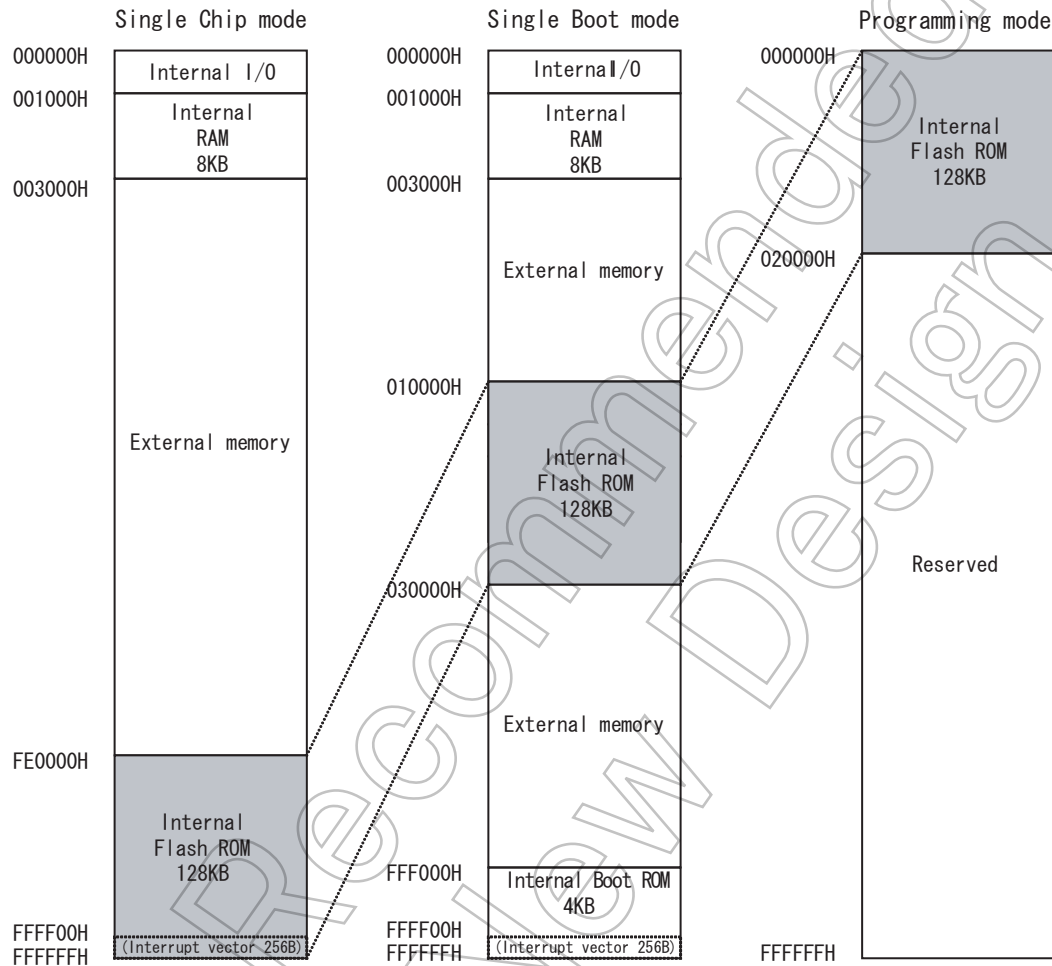 Single Chip mode
000000H
Internal I/O
001000H
Internal
RAM
8KB
003000H
External memory
FE0000H
Internal
Flash ROM
128KB
FFFF00H
(Interrupt vector 256B)
FFFFFFH
Single Boot mode
000000H
Internal I/O
001000H
Internal
RAM
8KB
003000H
External memory
010000H
Internal
Flash ROM
128KB
030000H
External memory
FFF000H
Internal Boot ROM
4KB
FFFF00H
(Interrupt vector 256B)
FFFFFFH
Programming mode
000000H
Internal
Flash ROM
128KB
020000H
Reserved
FFFFFFH
Recommended
New Design